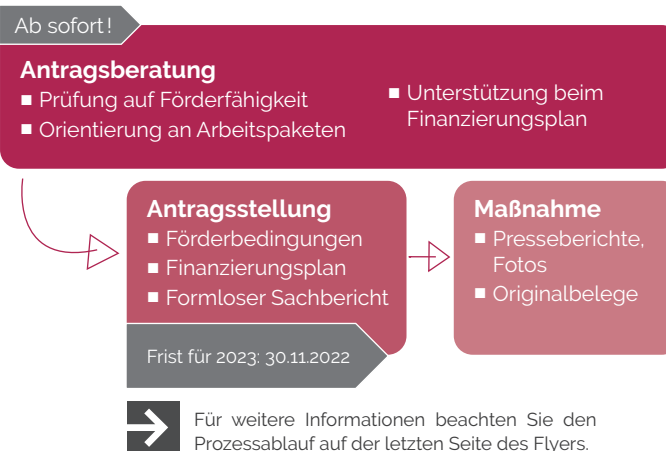 Ab sofort!
Antragsberatung
■ Prüfung auf Förderfähigkeit
■ Orientierung an Arbeitspaketen
■ Unterstützung beim
Finanzierungsplan
Antragsstellung
■ Förderbedingungen
■ Finanzierungsplan
■ Formloser Sachbericht
Frist für 2023: 30.11.2022
Maßnahme
■ Presseberichte,
Fotos
■ Originalbelege
Für weitere Informationen beachten Sie den
Prozessablauf auf der letzten Seite des Flyers.